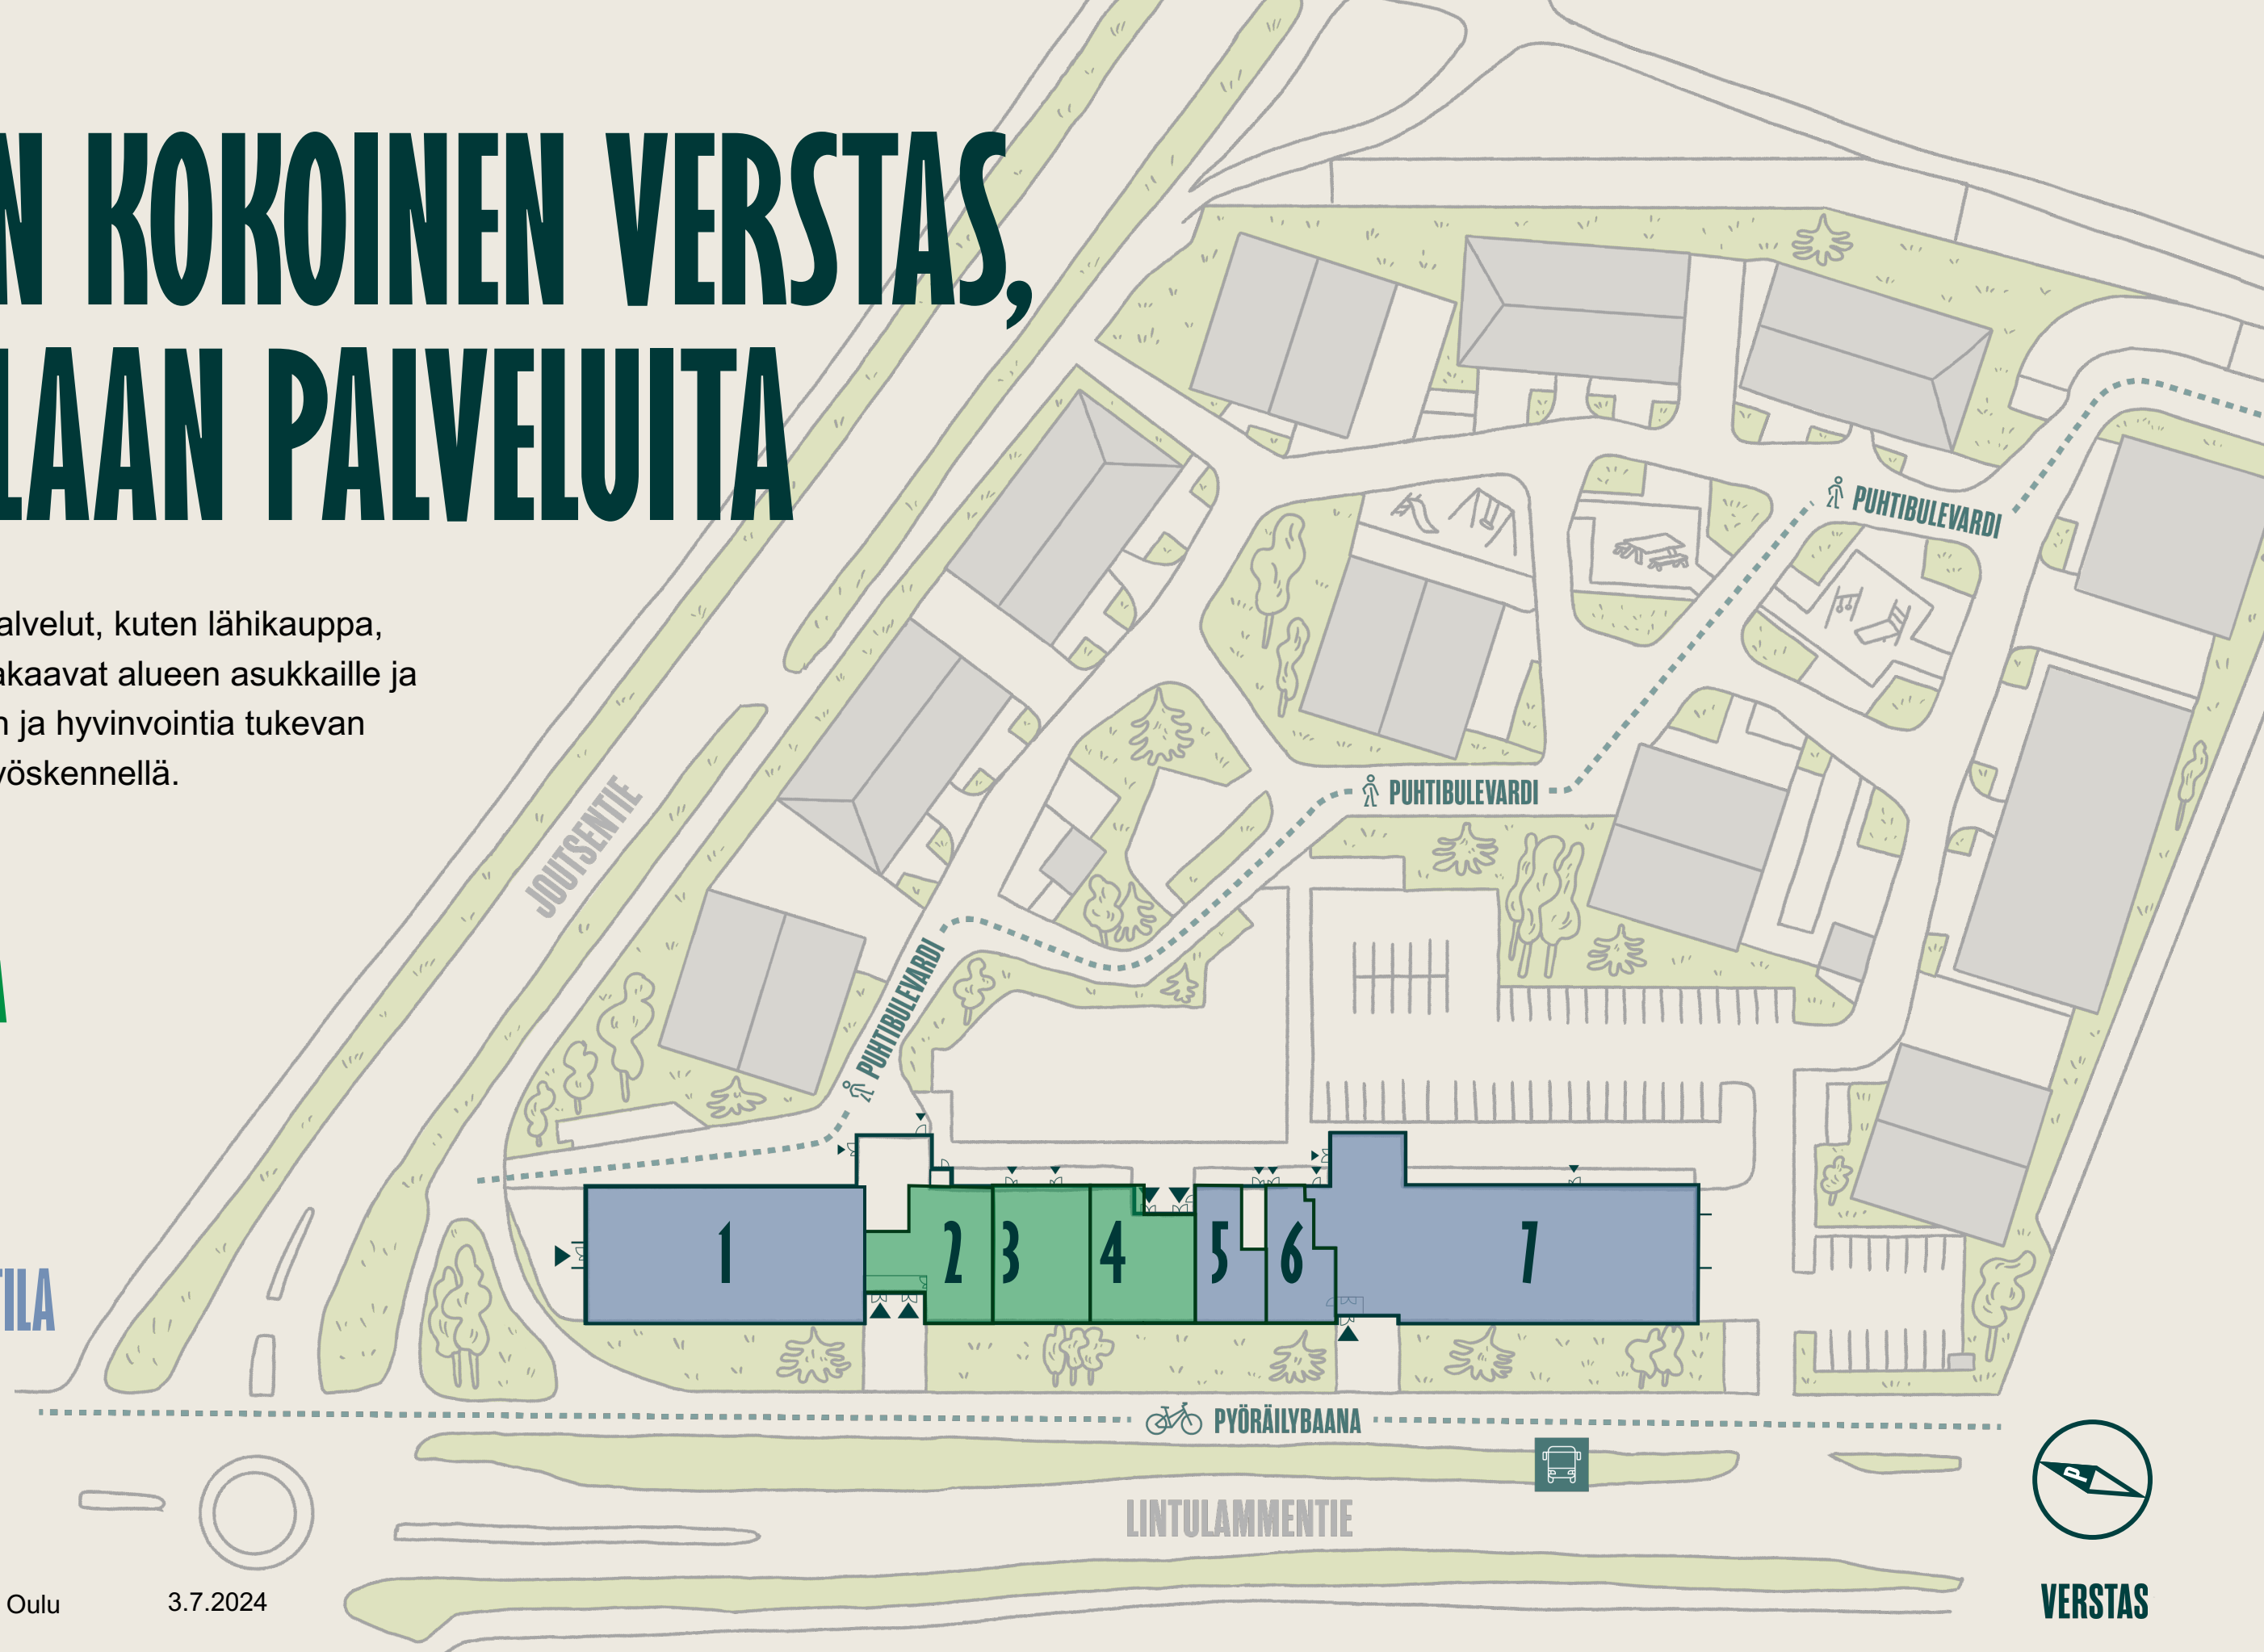 N KOKOINEN VERSTAS,
LAAN PALVELUITA
alvelut, kuten lähikauppa,
akaavat alueen asukkaille ja
n ja hyvinvointia tukevan
yöskennellä.
PUHTIBULEVARDI
PUHTIBULEVARDI
JOUTSENTIE
PUHTIBULEVARDI
1 2 3 4 5 6 7
TILA
PYÖRÄILYBAANA
P
LINTULAMMENTIE
Oulu 3.7.2024
VERSTAS